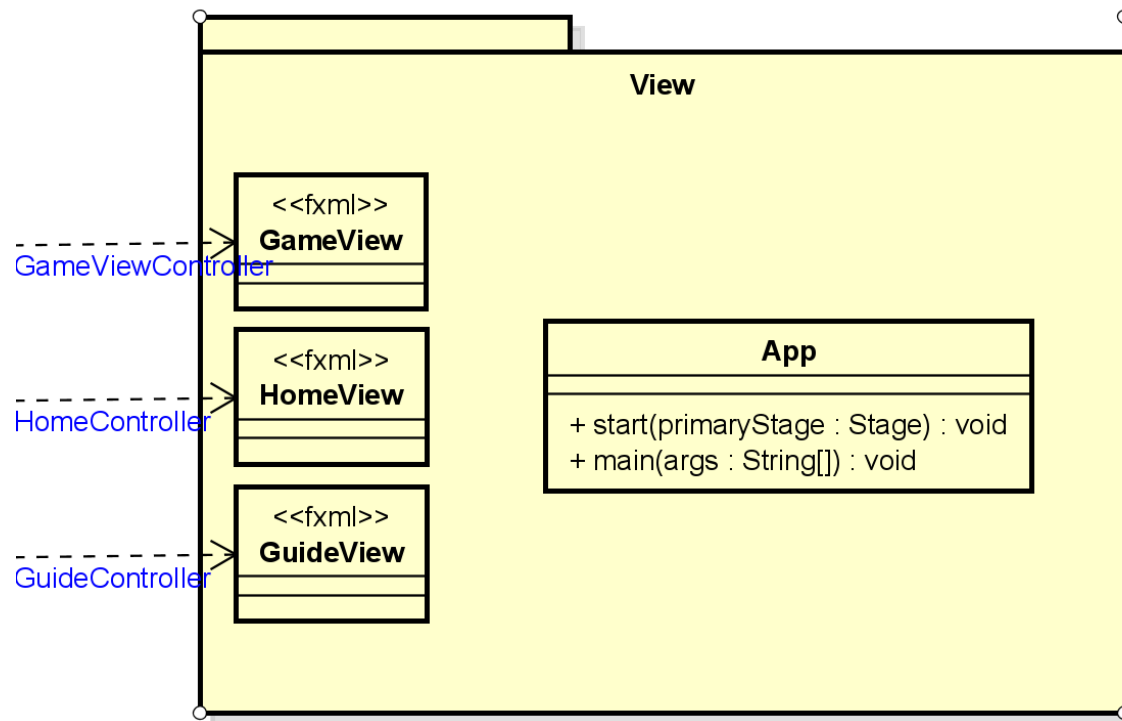 View
<<fxml>>
GameView
GameViewController
<<fxml>>
HomeView
HomeController
<<fxml>>
GuideView
GuideController
App
+ start(primaryStage : Stage) : void
+ main(args : String[]) : void